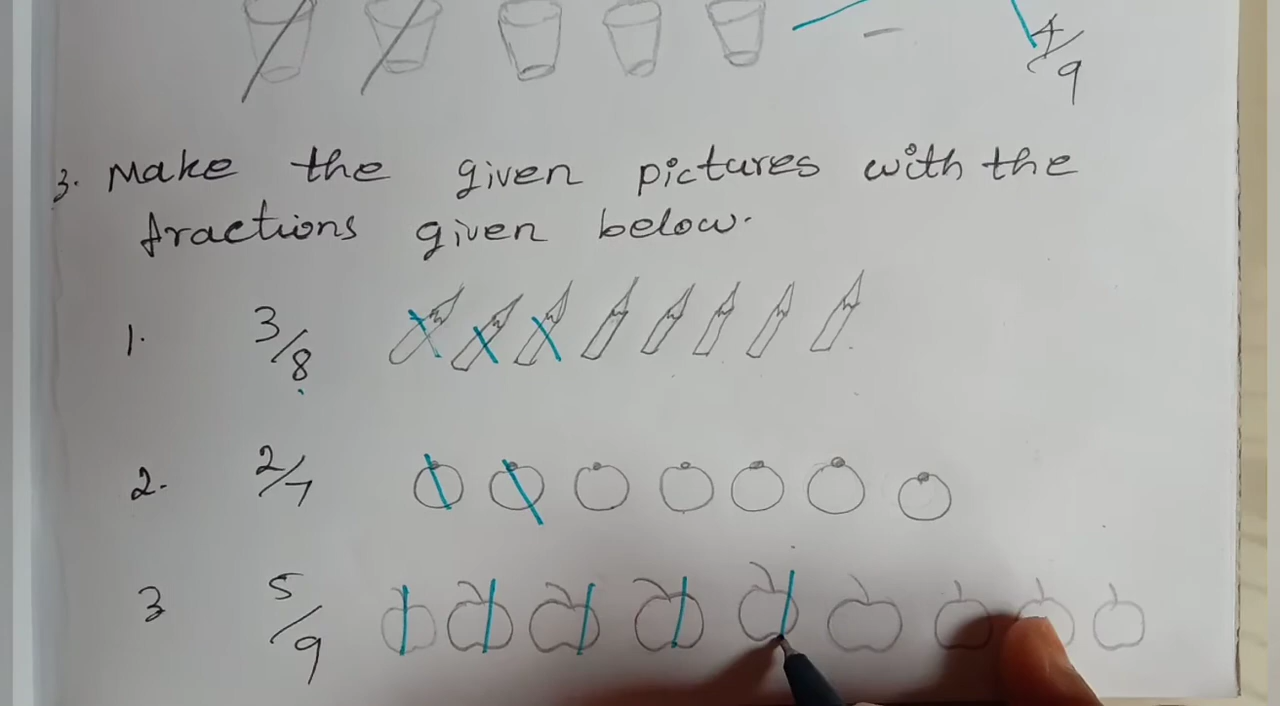 4/9
3. Make the given pictures with the
fractions given below.
1. 3/8
2. 2/7
3 5/9